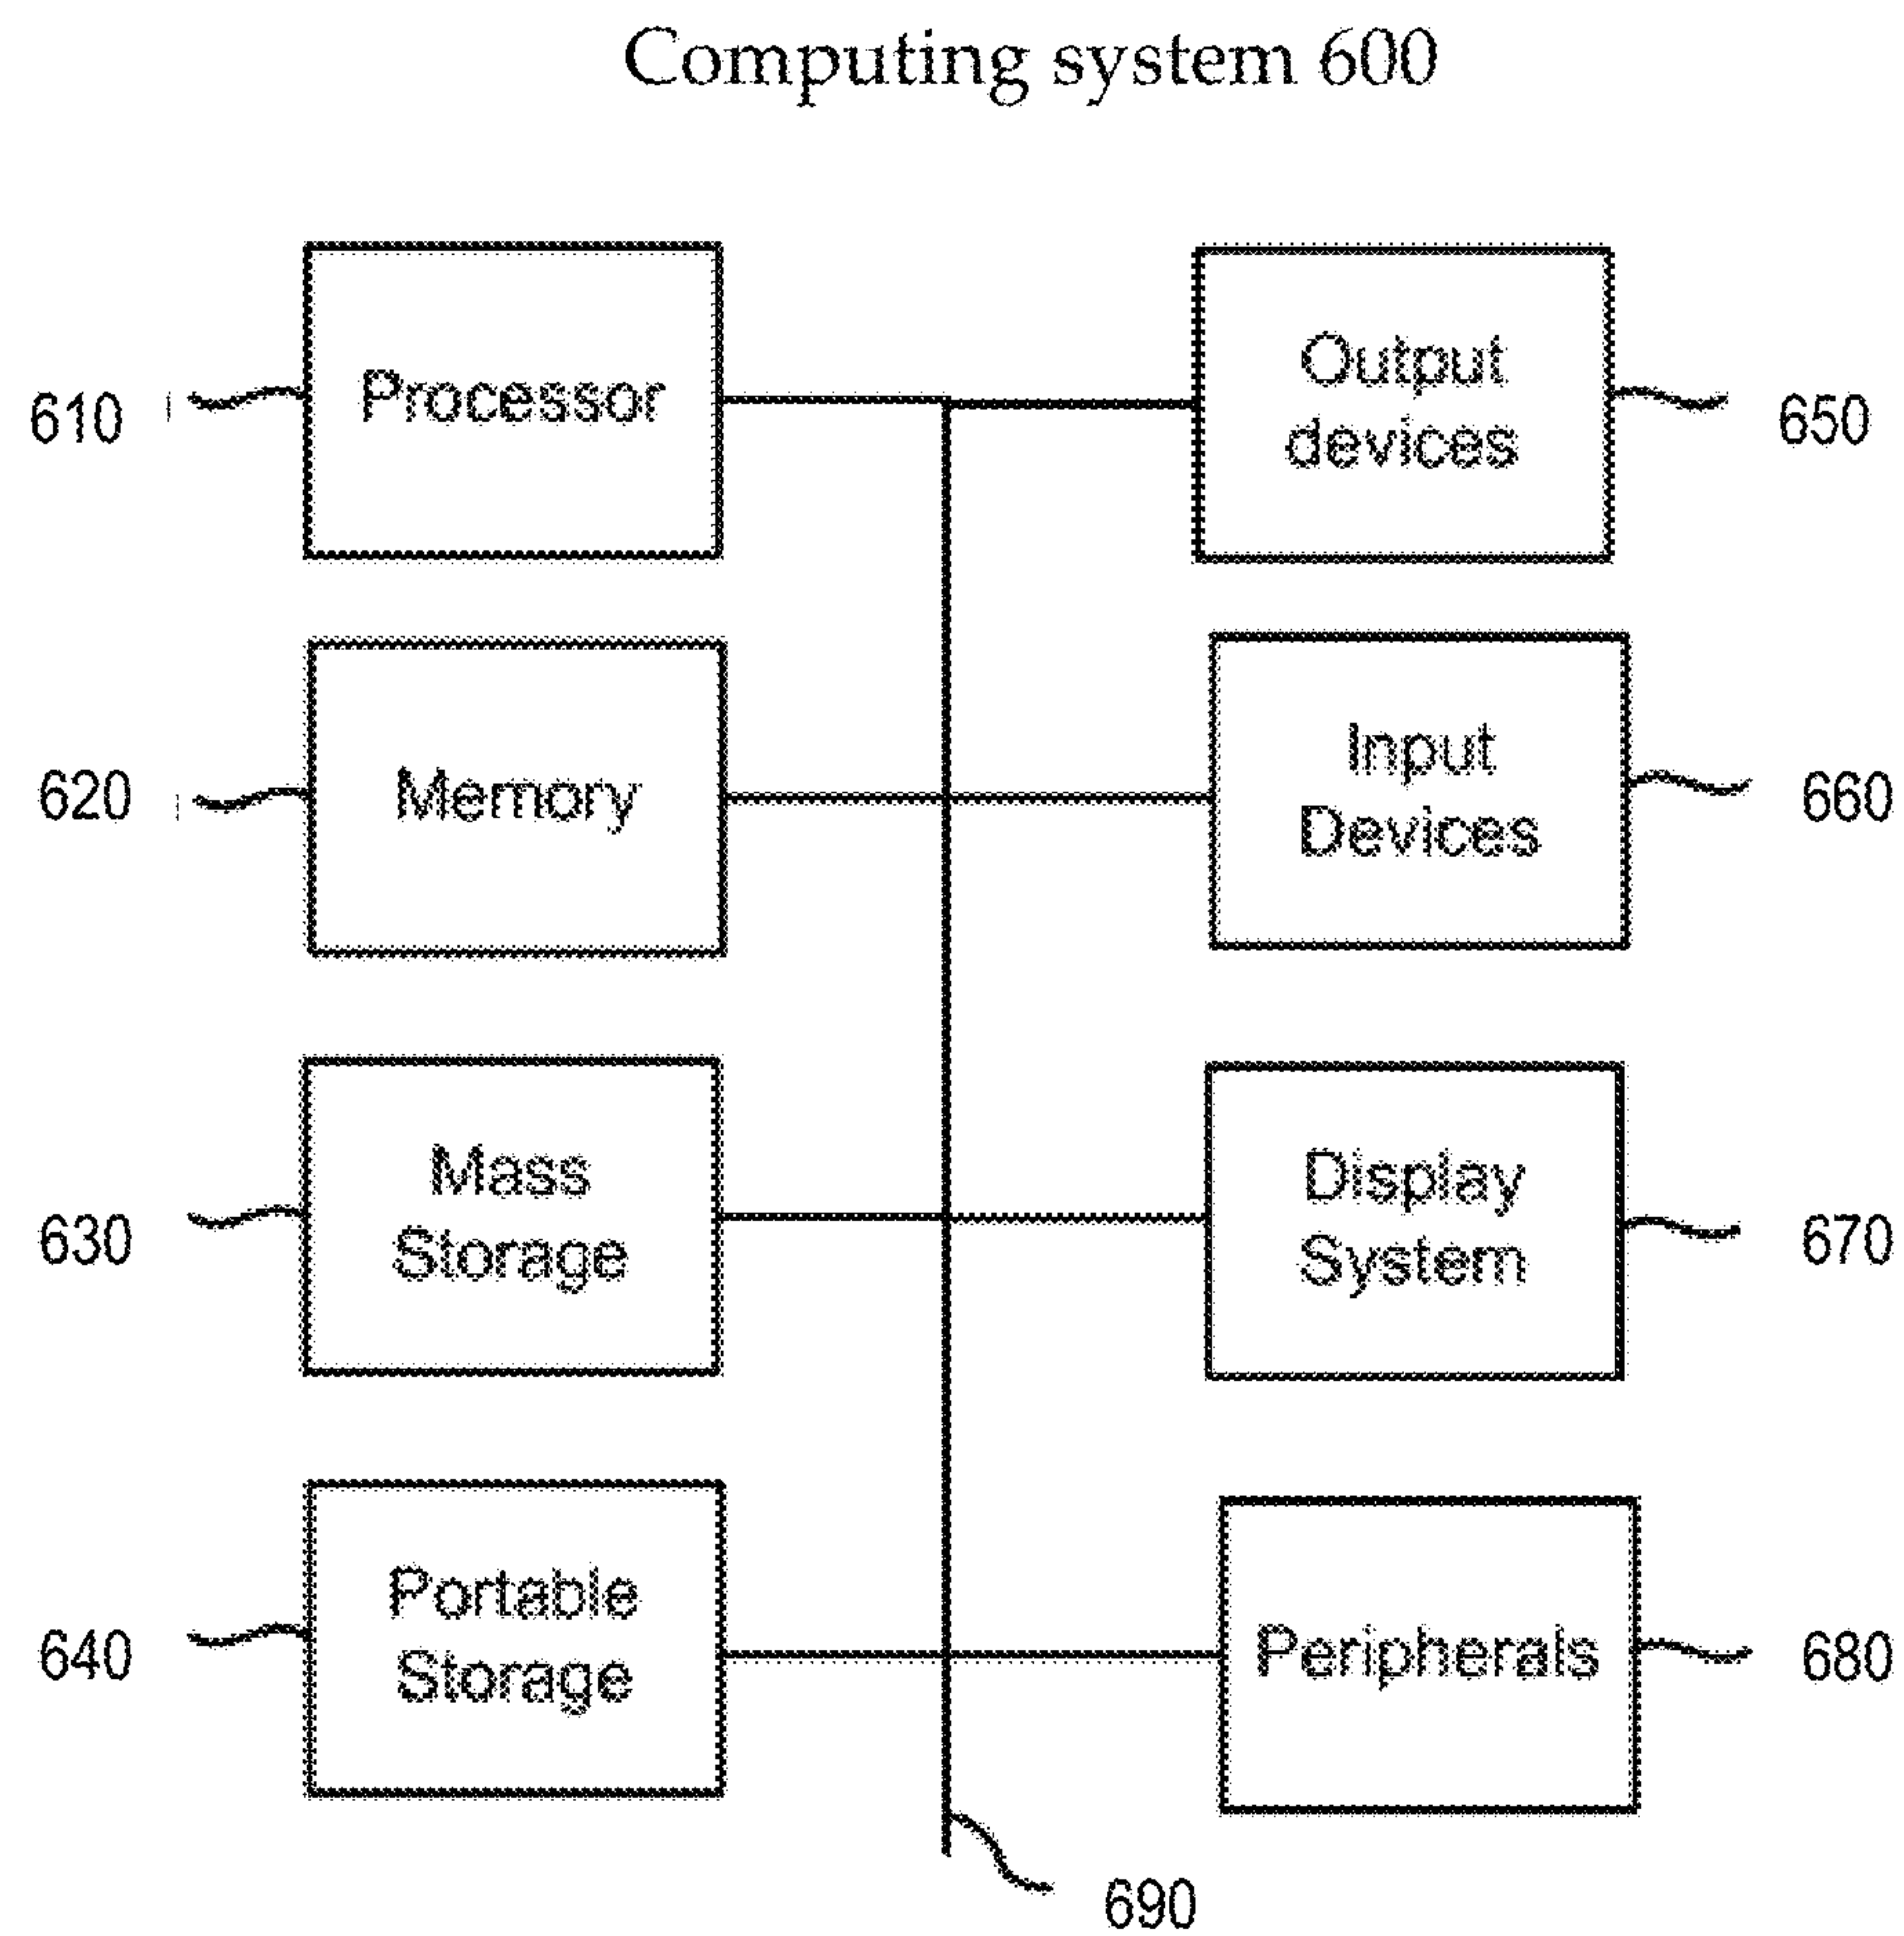 Computing system 600
610
Processor
Output
devices
650
620
Memory
Input
Devices
660
630
Mass
Storage
Display
System
670
640
Portable
Storage
Peripherals
680
690